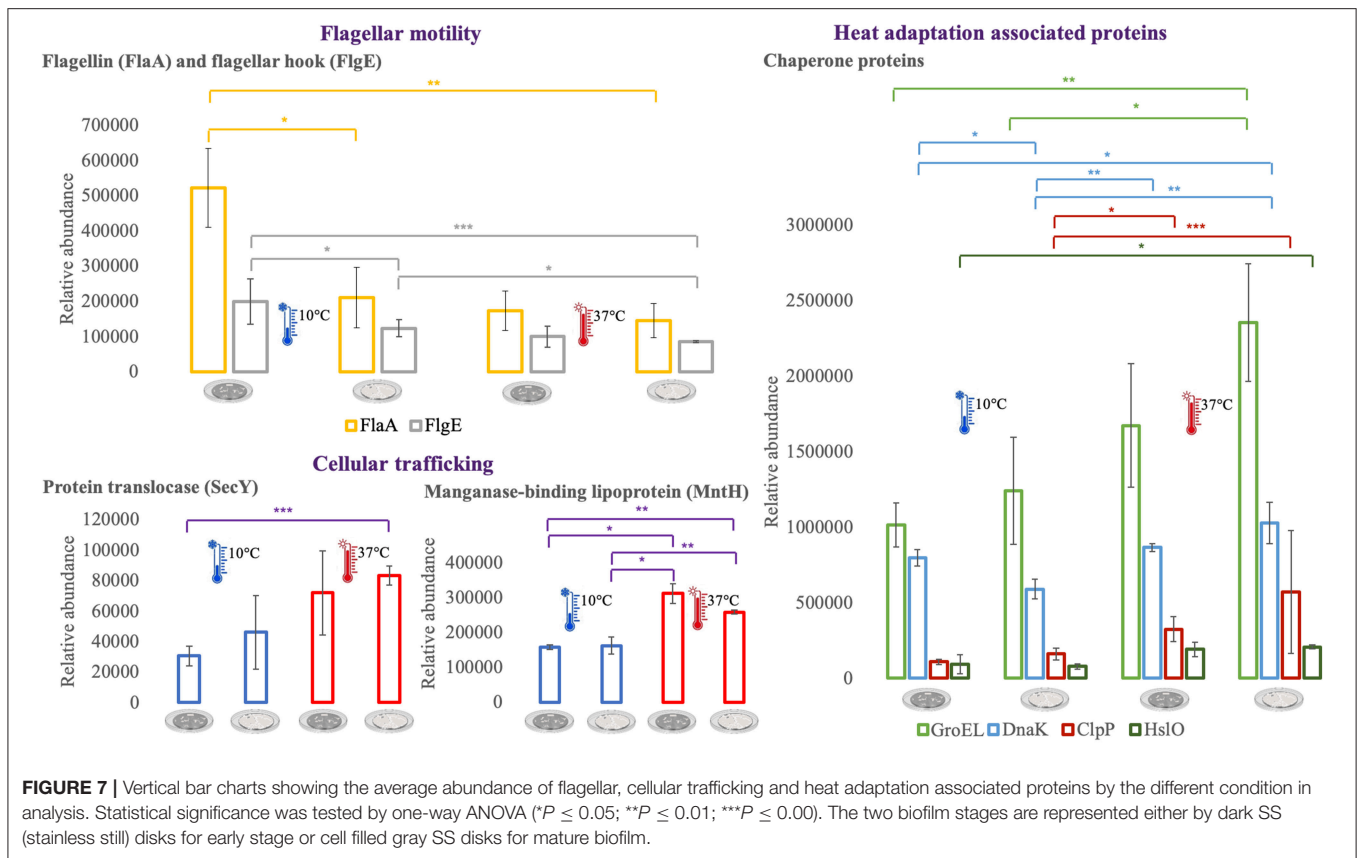 Flagellar motility
Flagellin (FlaA) and flagellar hook (FlgE)
**
*
***
*
*
Relative abundance
700000
600000
500000
400000
300000
200000
100000
0
10°C
37°C
FlaA FlgE
Cellular trafficking
Protein translocase (SecY)
***
Relative abundance
120000
100000
80000
60000
40000
20000
0
10°C
37°C
Manganase-binding lipoprotein (MntH)
**
*
**
*
Relative abundance
400000
300000
200000
100000
0
10°C
37°C
Heat adaptation associated proteins
Chaperone proteins
**
*
*
*
**
**
*
***
*
Relative abundance
3000000
2500000
2000000
1500000
1000000
500000
0
10°C
37°C
GroEL DnaK ClpP HslO
FIGURE 7 | Vertical bar charts showing the average abundance of flagellar, cellular trafficking and heat adaptation associated proteins by the different condition in
analysis. Statistical significance was tested by one-way ANOVA (*P ≤ 0.05; **P ≤ 0.01; ***P ≤ 0.00). The two biofilm stages are represented either by dark SS
(stainless still) disks for early stage or cell filled gray SS disks for mature biofilm.